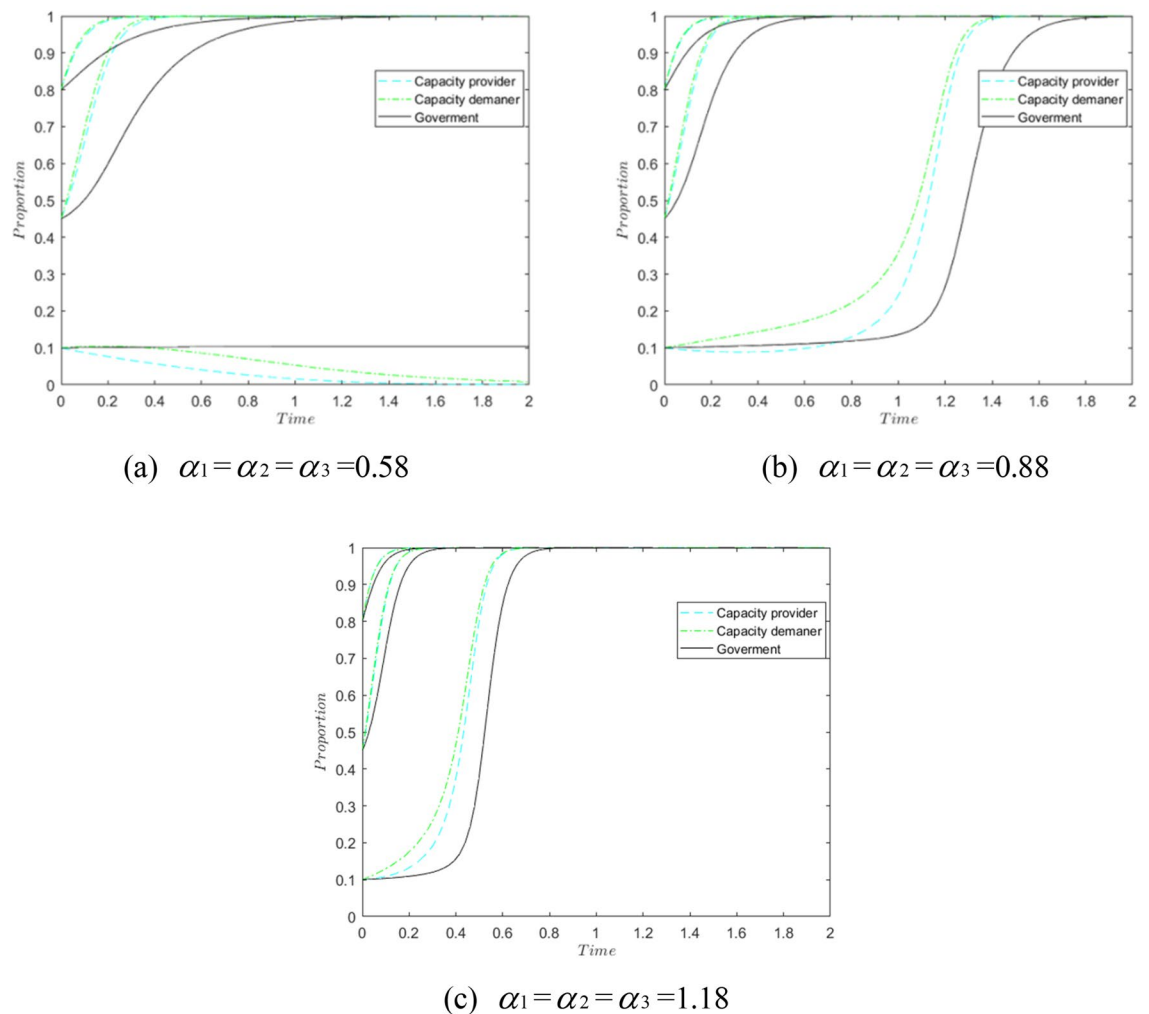 1
0.9
0.8
0.7
0.6
0.5
0.4
0.3
0.2
0.1
0
Proportion
0 0.2 0.4 0.6 0.8 1 1.2 1.4 1.6 1.8 2
Time
Capacity provider
Capacity demaner
Goverment
(a) α1=α2=α3=0.58
1
0.9
0.8
0.7
0.6
0.5
0.4
0.3
0.2
0.1
0
Proportion
0 0.2 0.4 0.6 0.8 1 1.2 1.4 1.6 1.8 2
Time
Capacity provider
Capacity demaner
Goverment
(b) α1=α2=α3=0.88
1
0.9
0.8
0.7
0.6
0.5
0.4
0.3
0.2
0.1
0
Proportion
0 0.2 0.4 0.6 0.8 1 1.2 1.4 1.6 1.8 2
Time
Capacity provider
Capacity demaner
Goverment
(c) α1=α2=α3=1.18